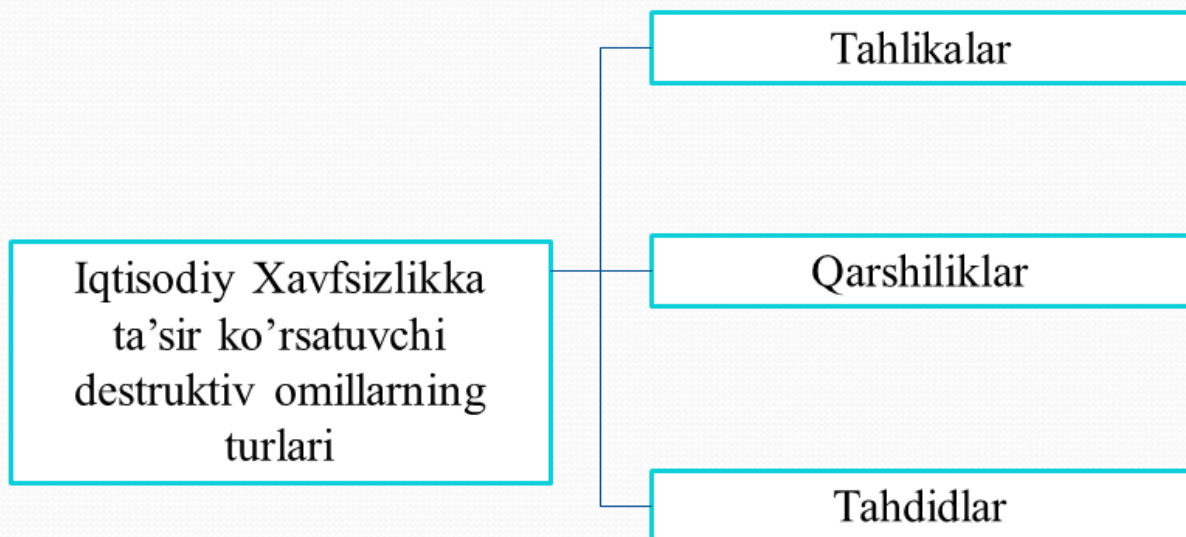 Tahlikalar
Iqtisodiy Xavfsizlikka
ta’sir ko’rsatuvchi
destruktiv omillarning
turlari
Qarshiliklar
Tahdidlar